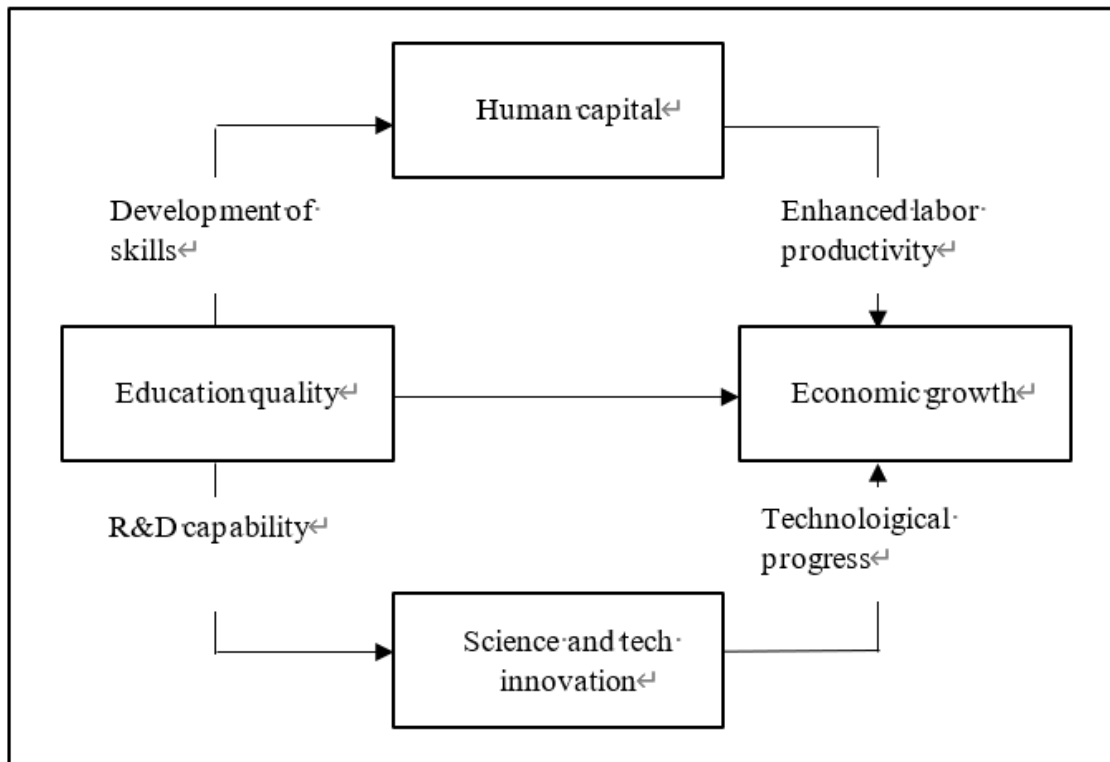 Human capital
Development of
skills
Enhanced labor
productivity
Education quality
Economic growth
R&D capability
Technoloigical
progress
Science and tech
innovation